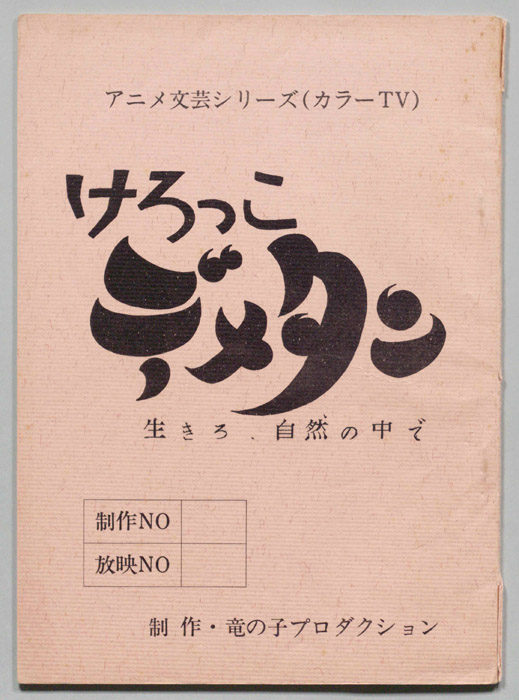 アニメ文芸シリーズ(カラーTV)
けろっこ
デメタン
生きろ、自然の中で
制作NO
放映NO
制作・竜の子プロダクション